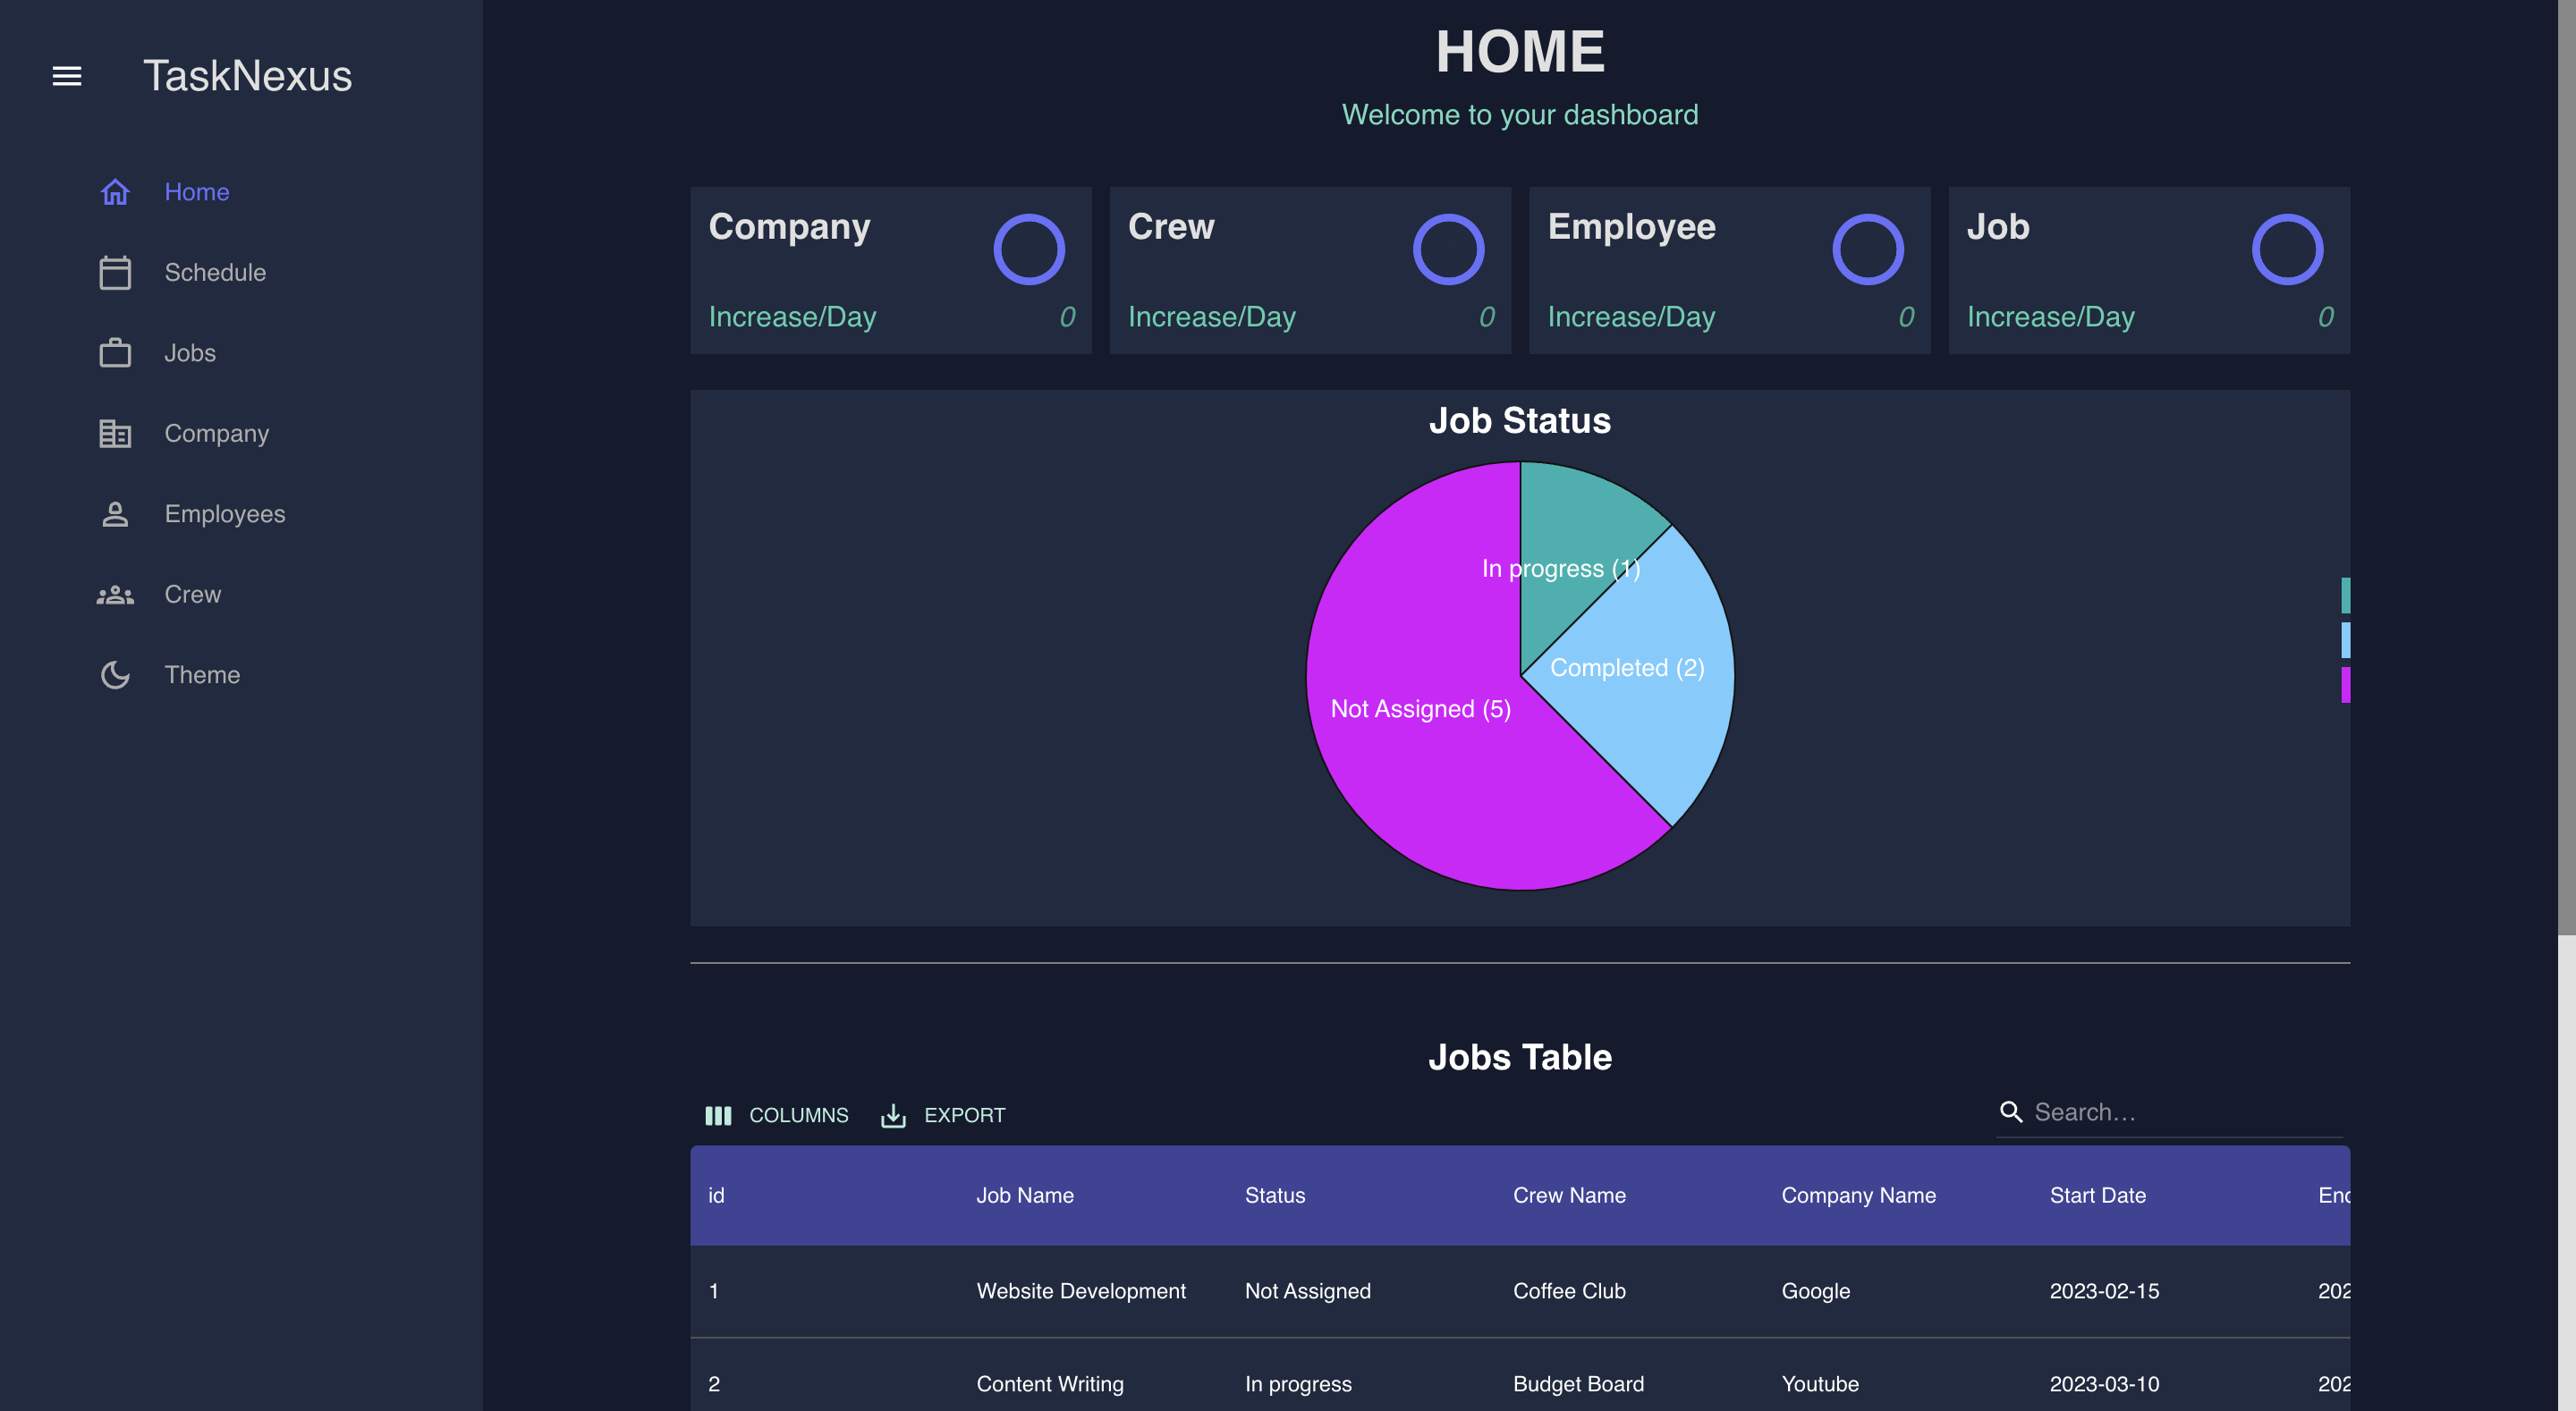 TaskNexus
Home
Schedule
Jobs
Company
Employees
Crew
Theme
HOME
Welcome to your dashboard
Company
Increase/Day 0
Crew
Increase/Day 0
Employee
Increase/Day 0
Job
Increase/Day 0
Job Status
In progress (1)
Completed (2)
Not Assigned (5)
Jobs Table
COLUMNS EXPORT Search…
id Job Name Status Crew Name Company Name Start Date
1 Website Development Not Assigned Coffee Club Google 2023-02-15
2 Content Writing In progress Budget Board Youtube 2023-03-10